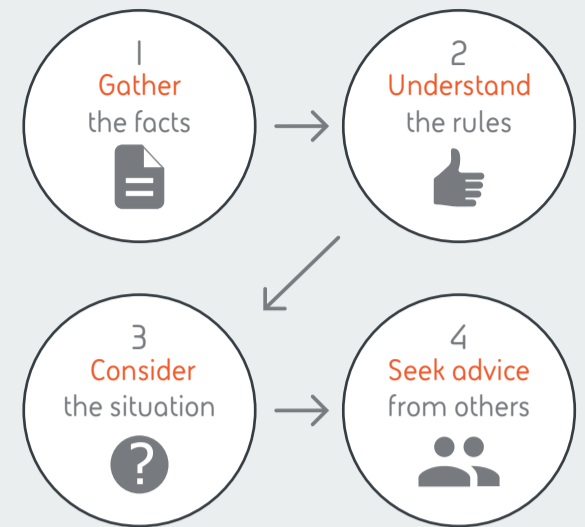 1
Gather
the facts
2
Understand
the rules
3
Consider
the situation
?
4
Seek advice
from others